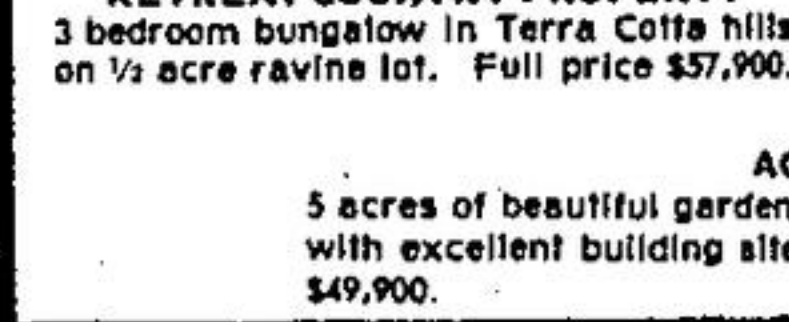 3 bedroom bungalow in Terra Cotta hills
on ½ acre ravine lot. Full price $57,900.
5 acres of beautiful garden
with excellent building site
$49,900.